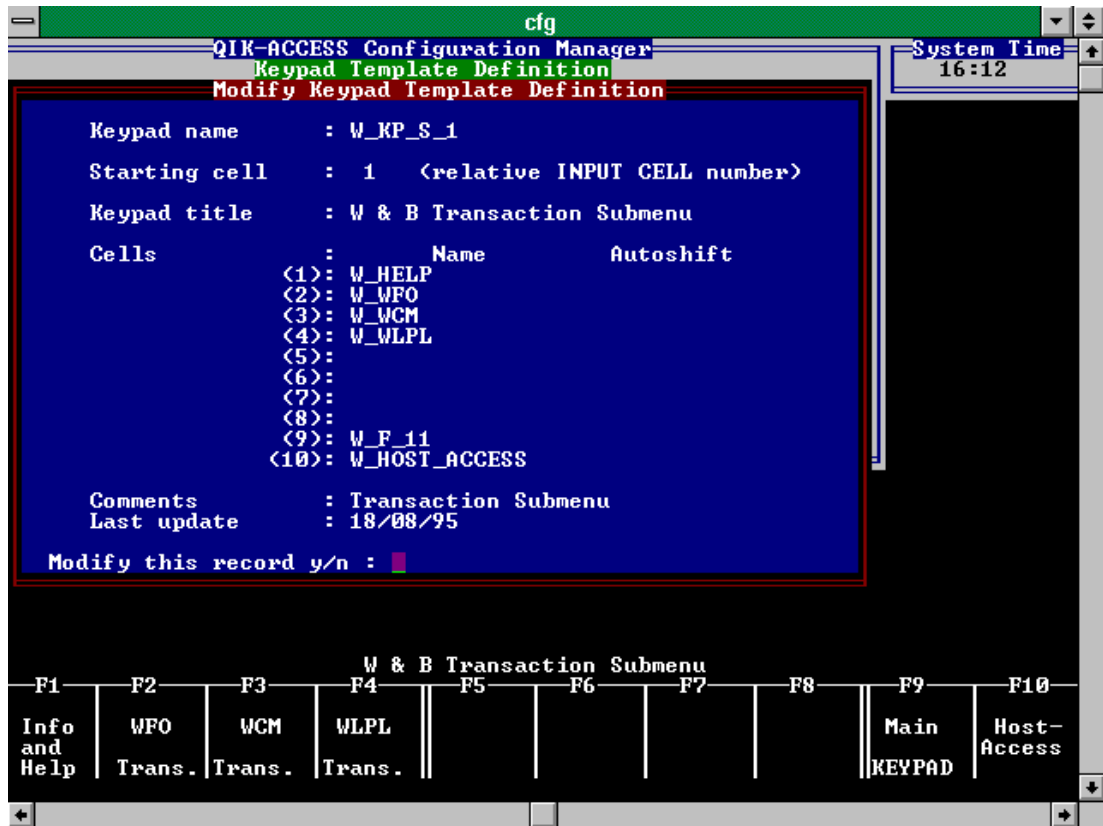 cfg
QIK-ACCESS Configuration Manager
System Time
Keypad Template Definition
16:12
Modify Keypad Template Definition
Keypad name : W_KP_S_1
Starting cell : 1 (relative INPUT CELL number)
Keypad title : W & B Transaction Submenu
Cells : Name Autoshift
(1): W_HELP
(2): W_WFO
(3): W_WCM
(4): W_WLPL
(5):
(6):
(7):
(8):
(9): W_F_11
(10): W_HOST_ACCESS
Comments : Transaction Submenu
Last update : 18/08/95
Modify this record y/n :
W & B Transaction Submenu
F1 F2 F3 F4 F5 F6 F7 F8 F9 F10
Info WFO WCM WLPL Main Host-
and Access
Help Trans. Trans. Trans. KEYPAD